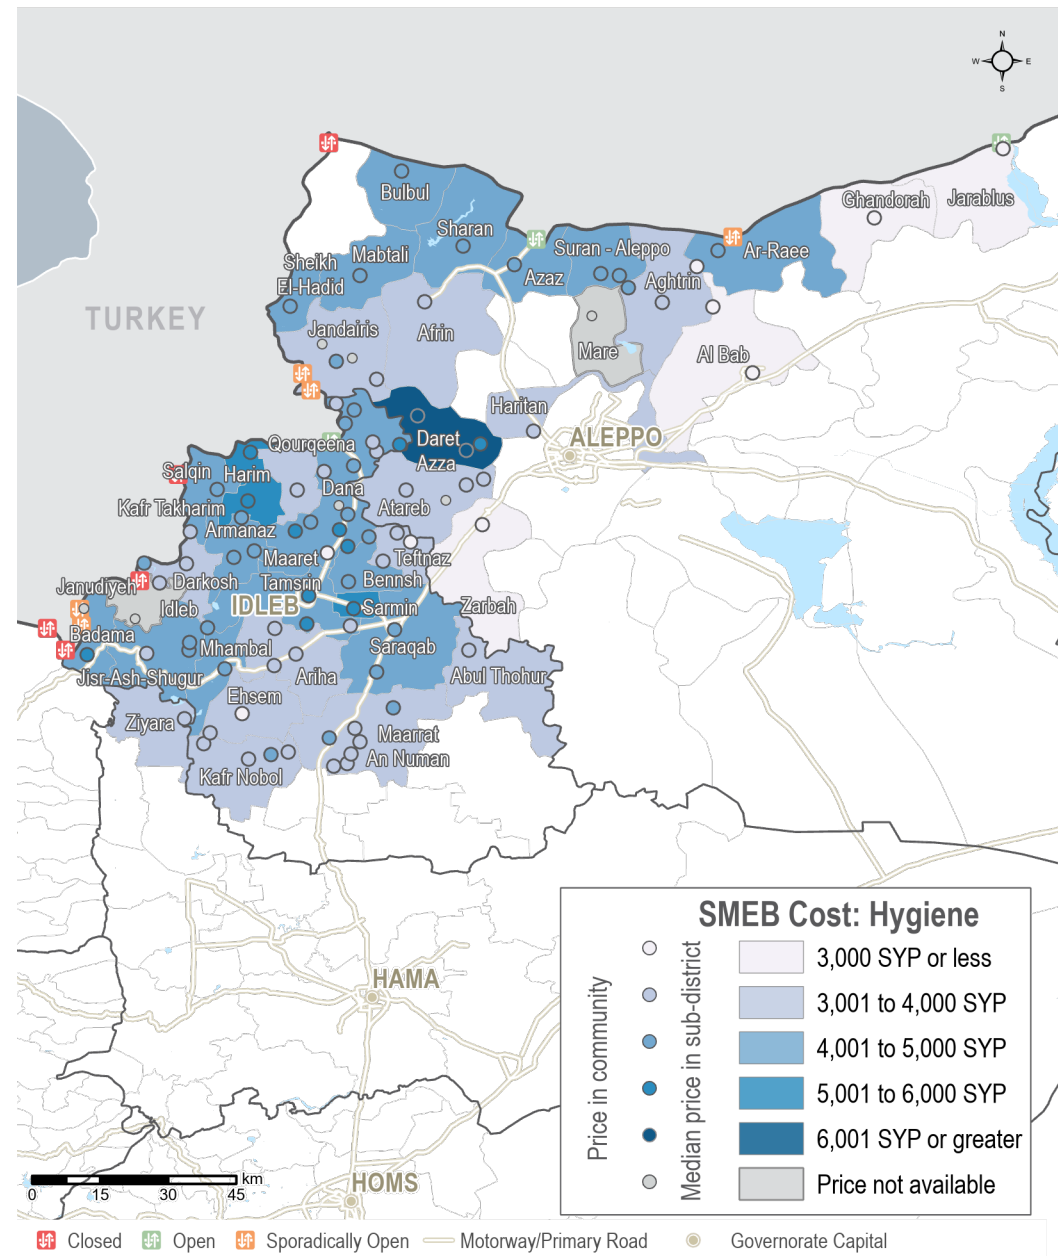 N
W
E
S
Bulbul
Ghandorah
Jarablus
Sharan
Mabtali
Suran - Aleppo
Ar-Raee
Sheikh
El-Hadid
Azaz
Aghtrin
TURKEY
Jandairis
Afrin
Mare
Al Bab
Haritan
Qourqeena
Daret
Azza
ALEPPO
Salqin
Harim
Dana
Kafr Takharim
Atareb
Armanaz
Maaret
Tamsrin
Teftnaz
Janudiyeh
Darkosh
Bennsh
Idleb
IDLEB
Sarmin
Zarbah
Badama
Mhambal
Saraqab
Jisr-Ash-Shugur
Ariha
Abul Thohur
Ehsem
Ziyara
Maarrat
An Numan
Kafr Nobol
SMEB Cost: Hygiene
Price in community
Median price in sub-district
3,000 SYP or less
3,001 to 4,000 SYP
4,001 to 5,000 SYP
5,001 to 6,000 SYP
6,001 SYP or greater
Price not available
HAMA
HOMS
km
0 15 30 45
Closed Open Sporadically Open Motorway/Primary Road Governorate Capital